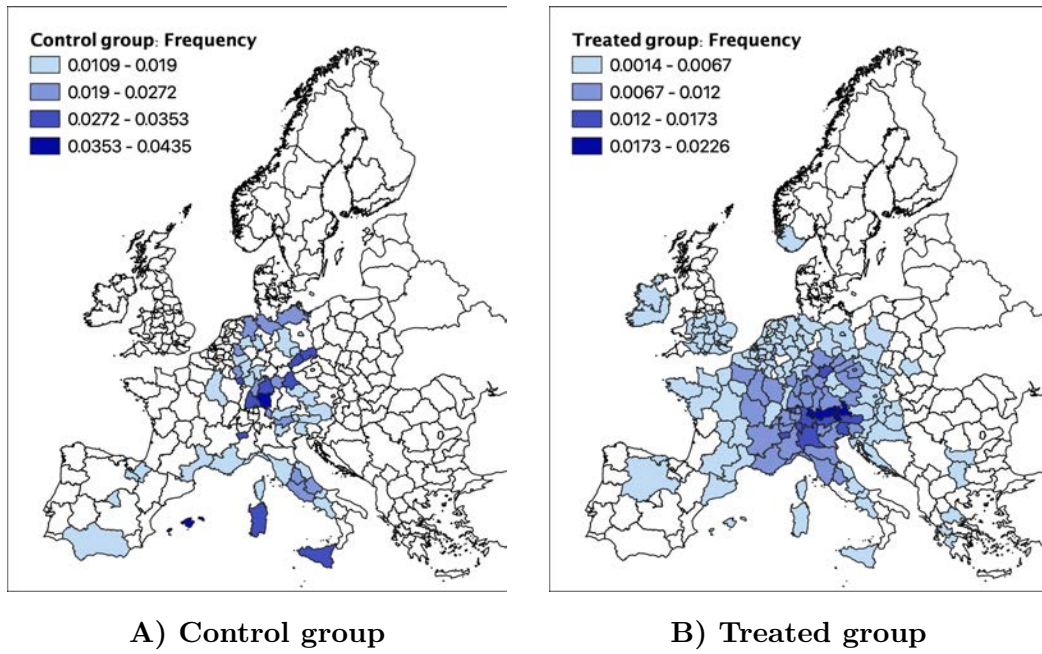 Control group: Frequency
0.0109 - 0.019
0.019 - 0.0272
0.0272 - 0.0353
0.0353 - 0.0435
Treated group: Frequency
0.0014 - 0.0067
0.0067 - 0.012
0.012 - 0.0173
0.0173 - 0.0226
A) Control group
B) Treated group